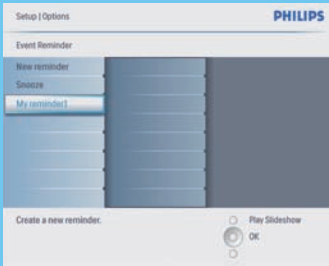 Setup | Options
PHILIPS
Event Reminder
New reminder
Snooze
My reminder1
Create a new reminder.
Play Slideshow
OK